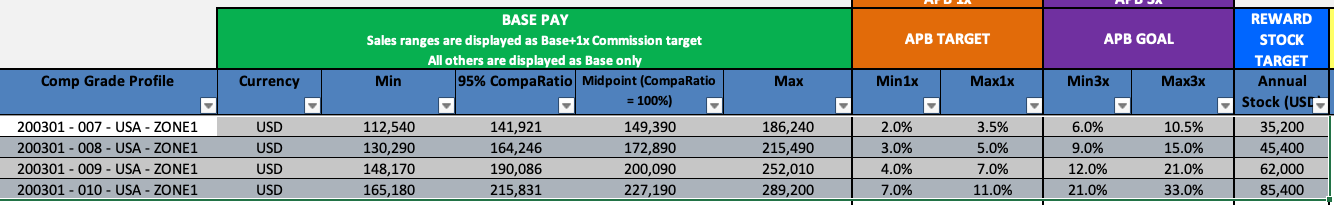 APB 1x APB 3x
BASE PAY
Sales ranges are displayed as Base+1x Commission target
All others are displayed as Base only
APB TARGET
APB GOAL
REWARD
STOCK
TARGET
Comp Grade Profile Currency Min 95% CompaRatio Midpoint (CompaRatio
= 100%) Max Min1x Max1x Min3x Max3x Annual
Stock (USD
200301 - 007 - USA - ZONE1 USD 112,540 141,921 149,390 186,240 2.0% 3.5% 6.0% 10.5% 35,200
200301 - 008 - USA - ZONE1 USD 130,290 164,246 172,890 215,490 3.0% 5.0% 9.0% 15.0% 45,400
200301 - 009 - USA - ZONE1 USD 148,170 190,086 200,090 252,010 4.0% 7.0% 12.0% 21.0% 62,000
200301 - 010 - USA - ZONE1 USD 165,180 215,831 227,190 289,200 7.0% 11.0% 21.0% 33.0% 85,400